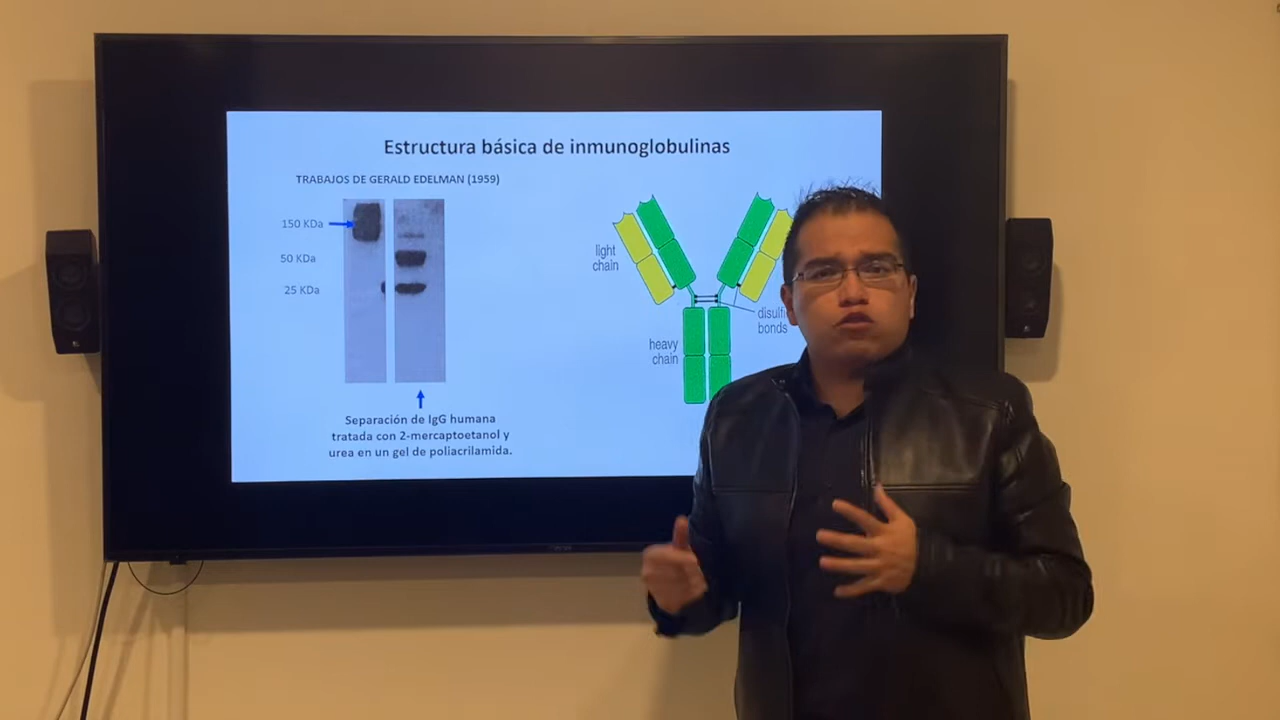 Estructura básica de inmunoglobulinas
TRABAJOS DE GERALD EDELMAN (1959)
150 KDa
50 KDa
25 KDa
Separación de IgG humana
tratada con 2-mercaptoetanol y
urea en un gel de poliacrilamida.
light
chain
heavy
chain
bonds